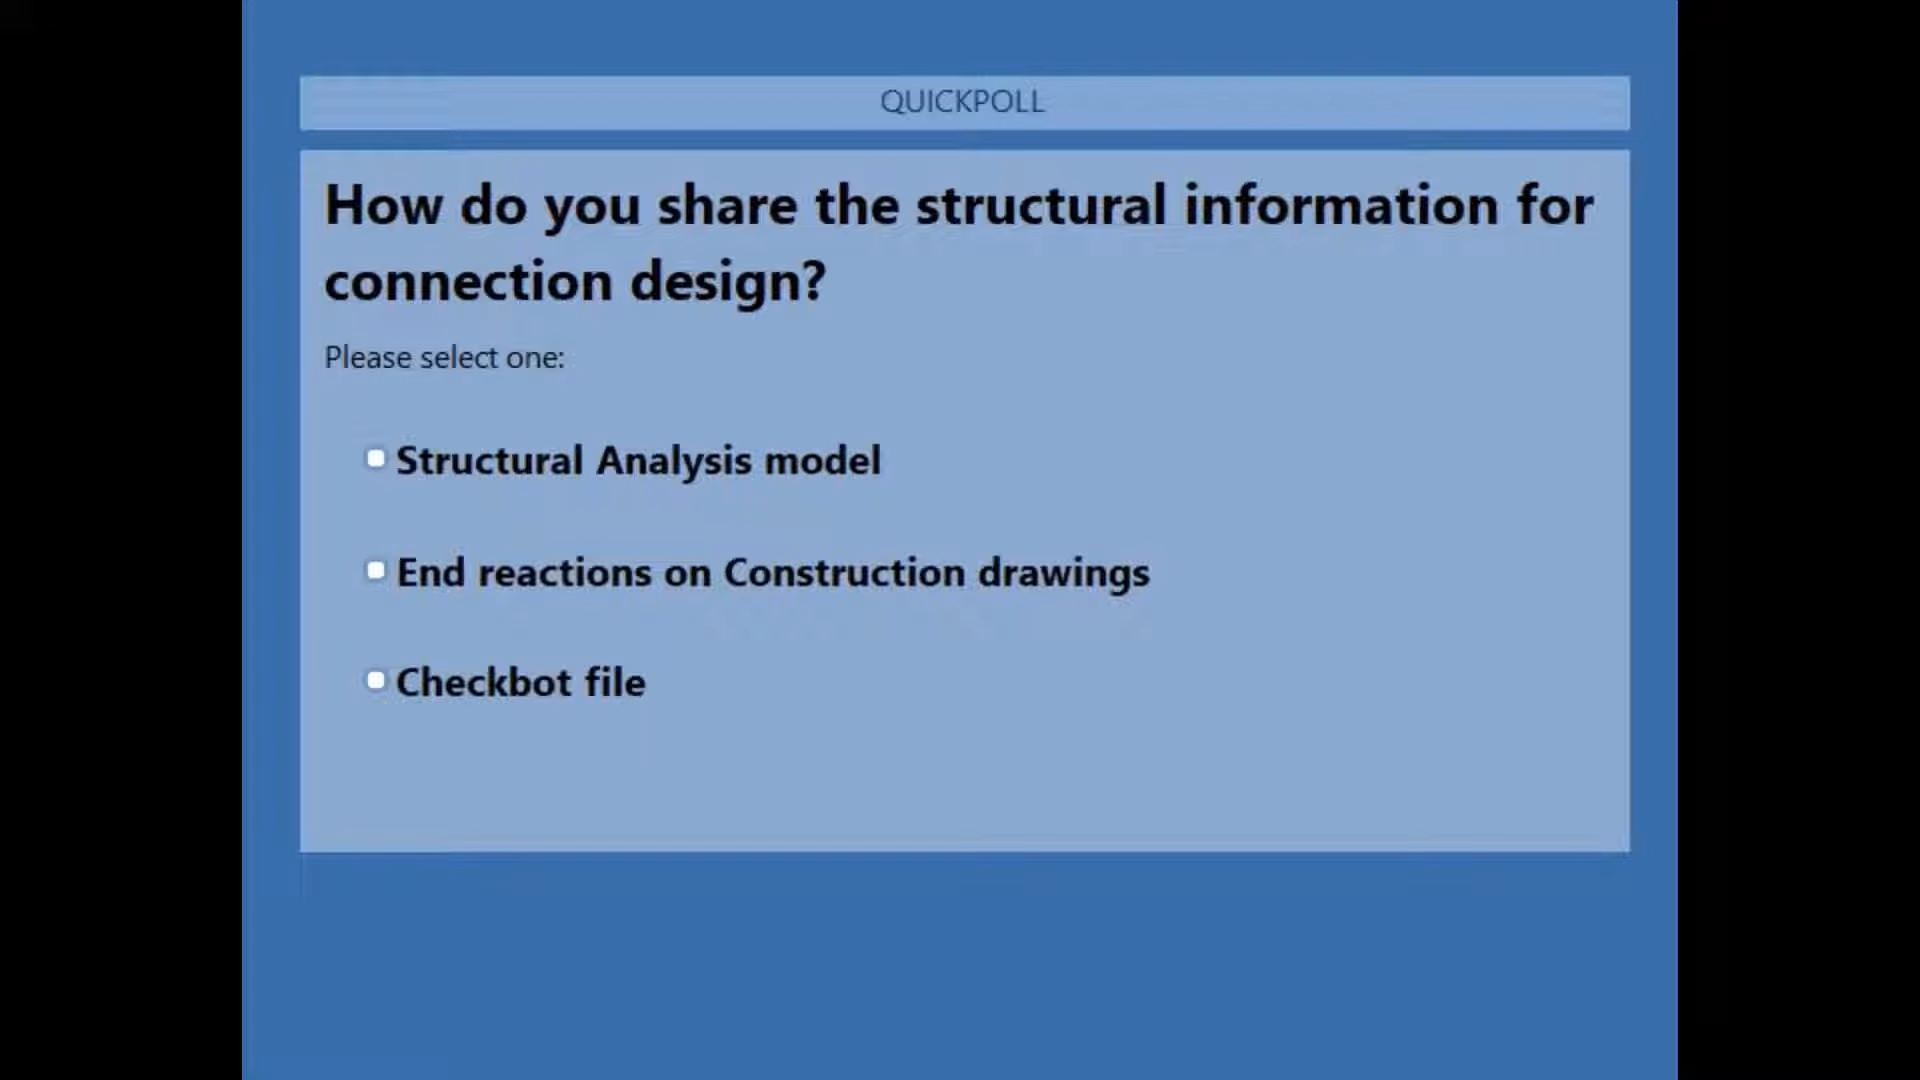 QUICKPOLL
How do you share the structural information for
connection design?
Please select one:
Structural Analysis model
End reactions on Construction drawings
Checkbot file